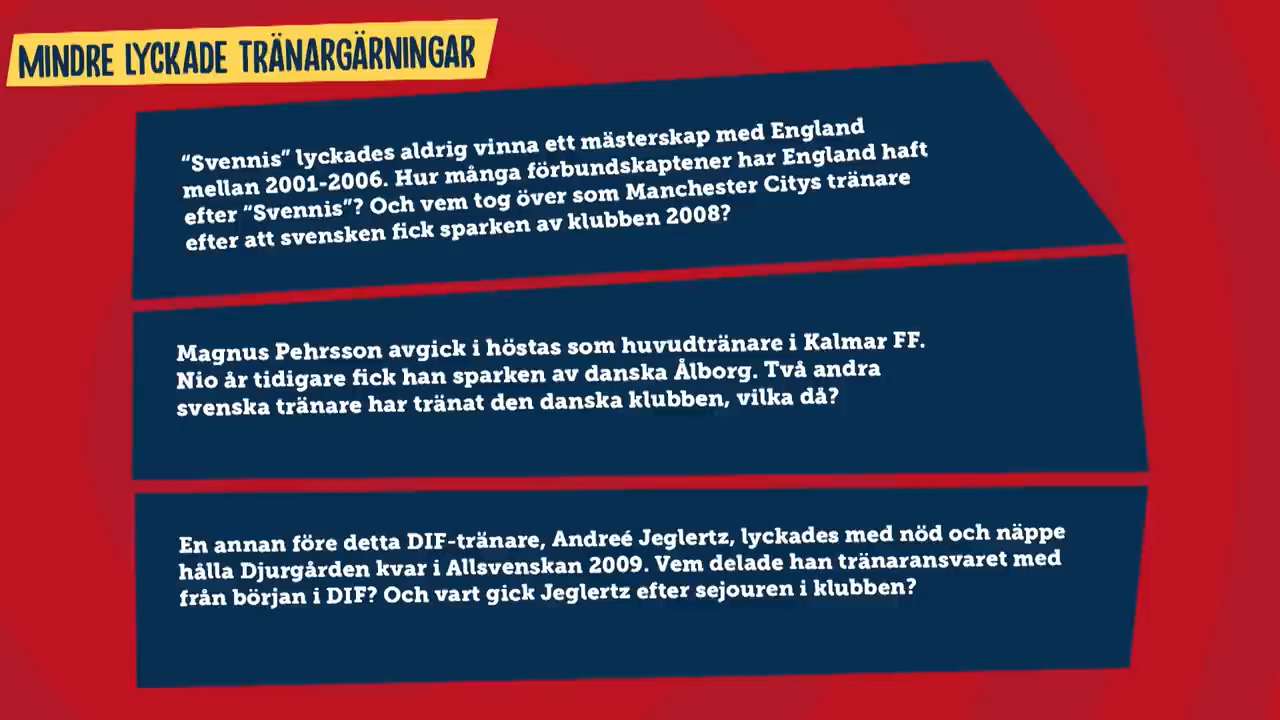 MINDRE LYCKADE TRÄNARGÄRNINGAR
“Svennis” lyckades aldrig vinna ett mästerskap med England
mellan 2001-2006. Hur många förbundskaptener har England haft
efter “Svennis”? Och vem tog över som Manchester Citys tränare
efter att svensken fick sparken av klubben 2008?
Magnus Pehrsson avgick i höstas som huvudtränare i Kalmar FF.
Nio år tidigare fick han sparken av danska Ålborg. Två andra
svenska tränare har tränat den danska klubben, vilka då?
En annan före detta DIF-tränare, Andreé Jeglertz, lyckades med nöd och näppe
hålla Djurgården kvar i Allsvenskan 2009. Vem delade han tränaransvaret med
från början i DIF? Och vart gick Jeglertz efter sejouren i klubben?